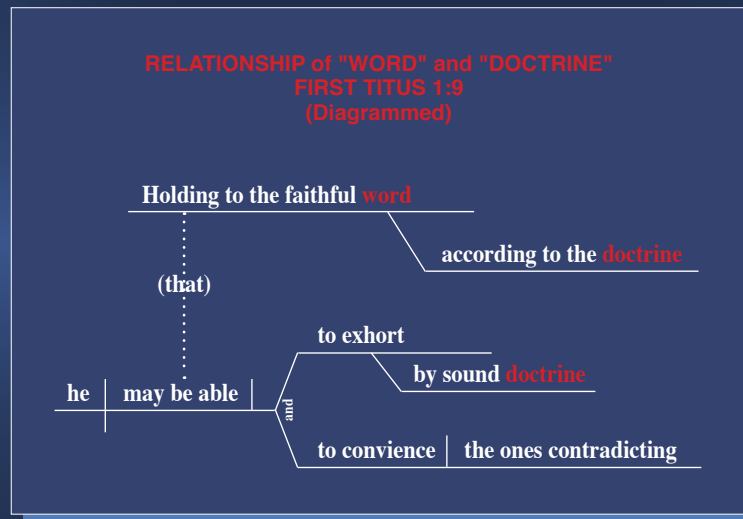 RELATIONSHIP of "WORD" and "DOCTRINE"
FIRST TITUS 1:9
(Diagrammed)
Holding to the faithful word
according to the doctrine
(that)
to exhort
by sound doctrine
he may be able
and
to convience the ones contradicting